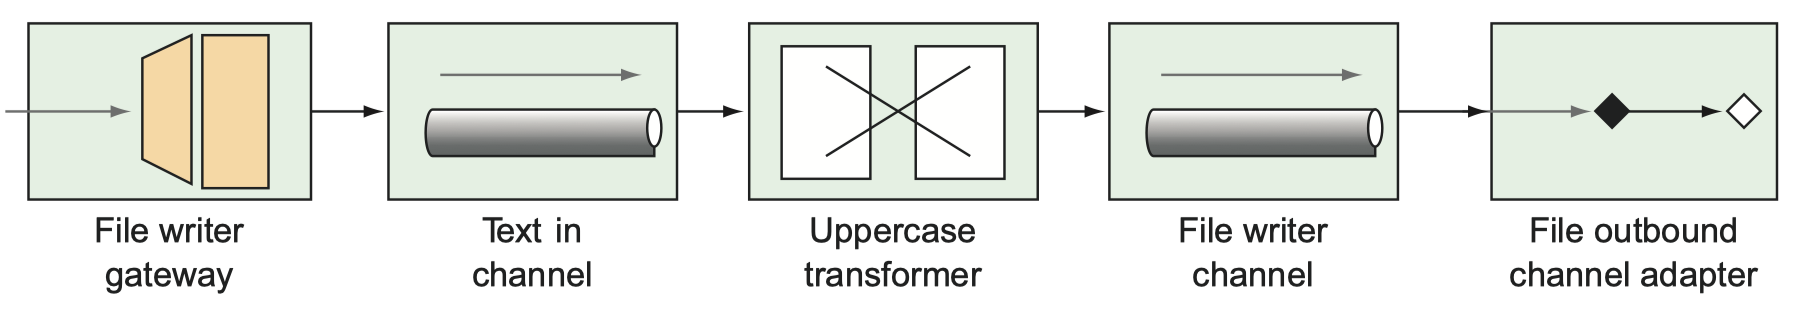 File writer
gateway
Text in
channel
Uppercase
transformer
File writer
channel
File outbound
channel adapter